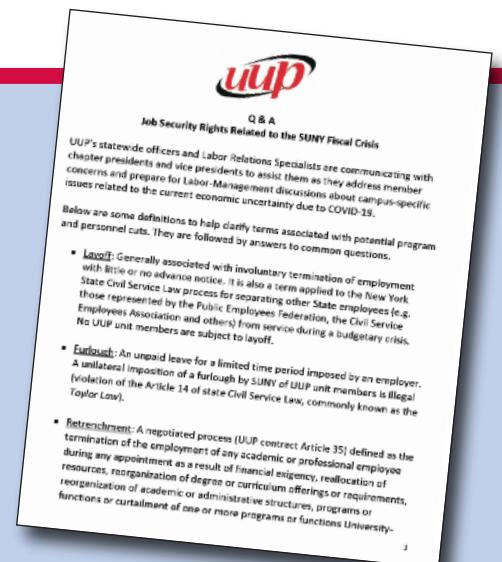 uup
Q & A
Job Security Rights Related to the SUNY Fiscal Crisis
UUP's statewide officers and Labor Relations Specialists are communicating with
chapter presidents and vice presidents to assist them as they address member
concerns and prepare for Labor-Management discussions about campus-specific
issues related to the current economic uncertainty due to COVID-19.
Below are some definitions to help clarify terms associated with potential program
and personnel cuts. They are followed by answers to common questions.
▪ Layoff: Generally associated with involuntary termination of employment
with little or no advance notice. It is also a term applied to the New York
State Civil Service Law process for separating other State employees (e.g.
those represented by the Public Employees Federation, the Civil Service
Employees Association and others) from service during a budgetary crisis.
No UUP unit members are subject to layoff.
▪ Furlough: An unpaid leave for a limited time period imposed by an employer.
A unilateral imposition of a furlough by SUNY of UUP unit members is illegal
(violation of the Article 14 of state Civil Service Law, commonly known as the
Taylor Law).
▪ Retrenchment: A negotiated process (UUP contract Article 35) defined as the
termination of the employment of any academic or professional employee
during any appointment as a result of financial exigency, reallocation of
resources, reorganization of degree or curriculum offerings or requirements,
reorganization of academic or administrative structures, programs or
functions or curtailment of one or more programs or functions University-
1